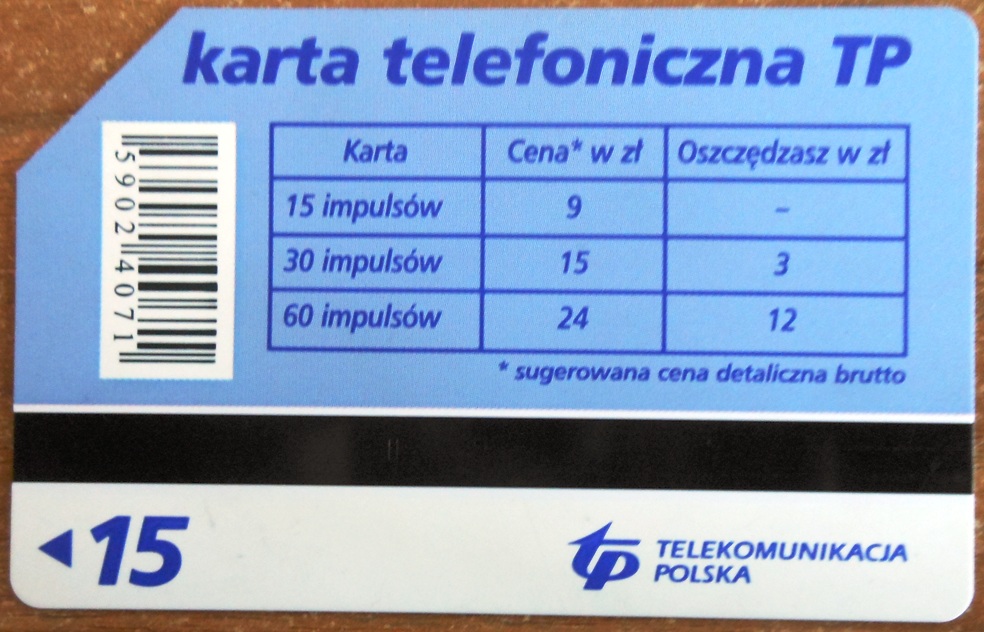 karta telefoniczna TP
59024071
Karta Cena* w zł Oszczędzasz w zł
15 impulsów 9 –
30 impulsów 15 3
60 impulsów 24 12
* sugerowana cena detaliczna brutto
15
tp TELEKOMUNIKACJA
POLSKA